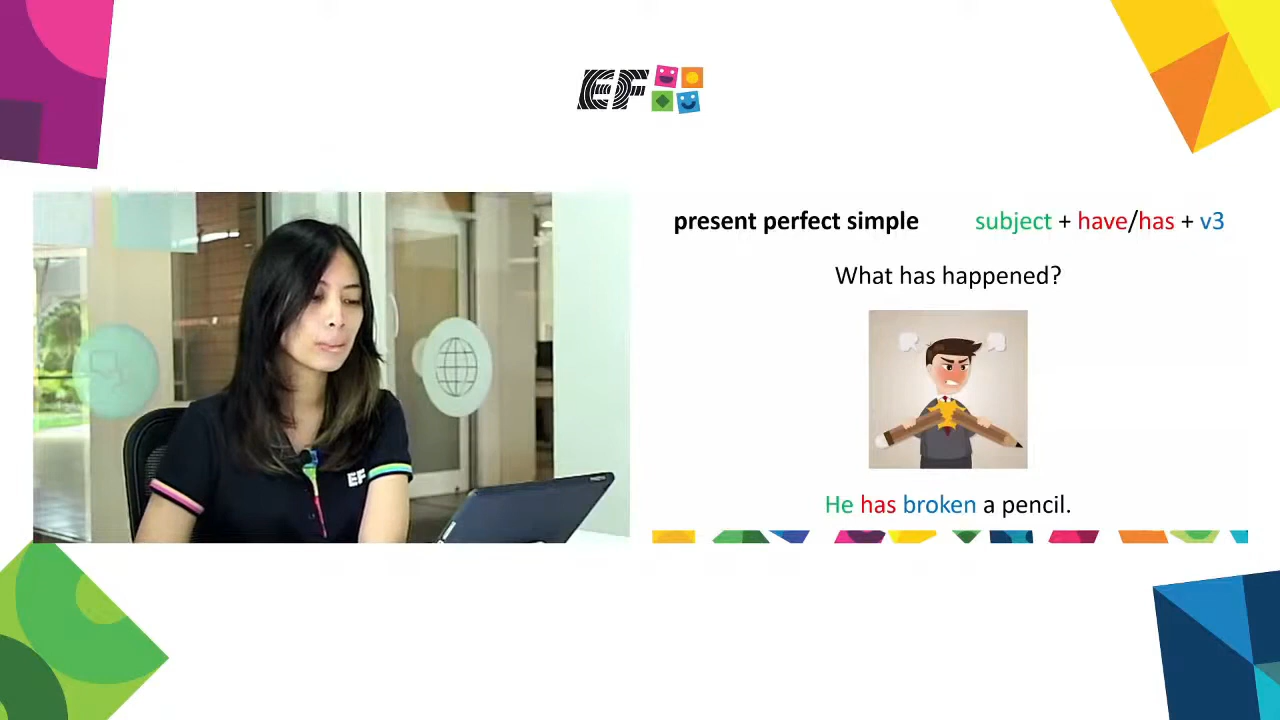 EF
EF
present perfect simple subject + have/has + v3
What has happened?
He has broken a pencil.